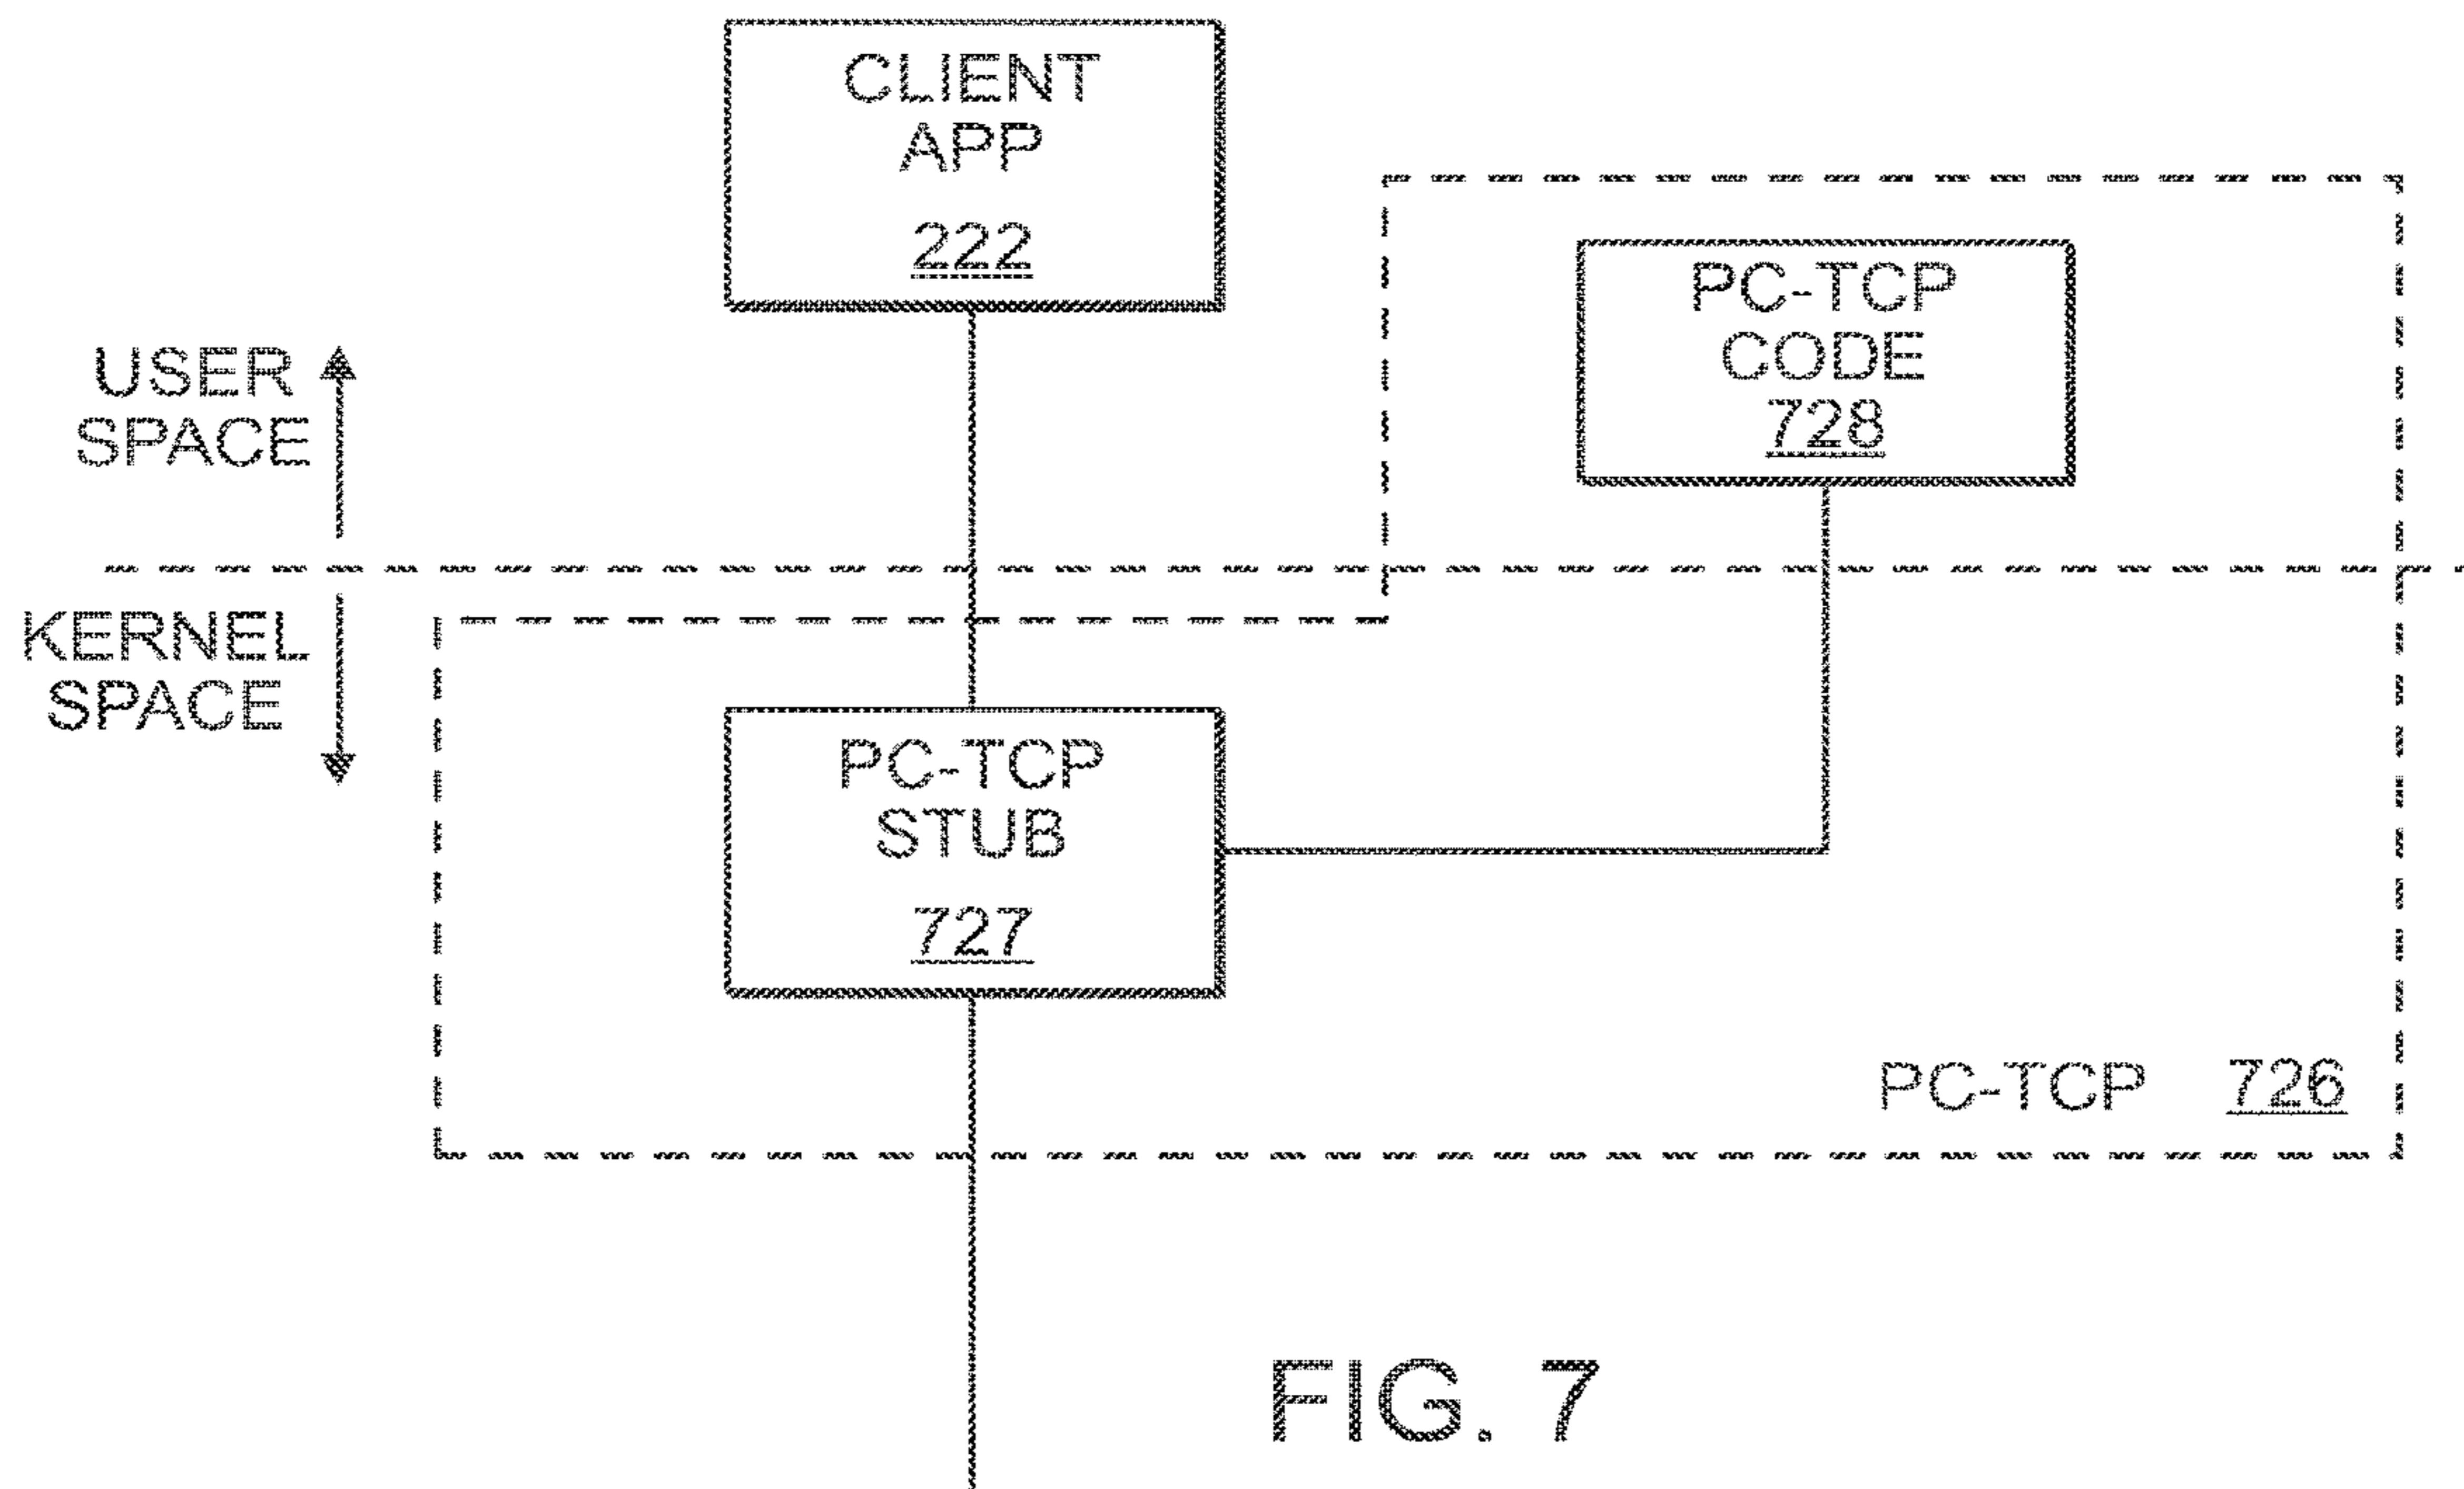 CLIENT
APP
222
PC-TCP
CODE
728
USER
SPACE
KERNEL
SPACE
PC-TCP
STUB
727
PC-TCP 726
FIG. 7